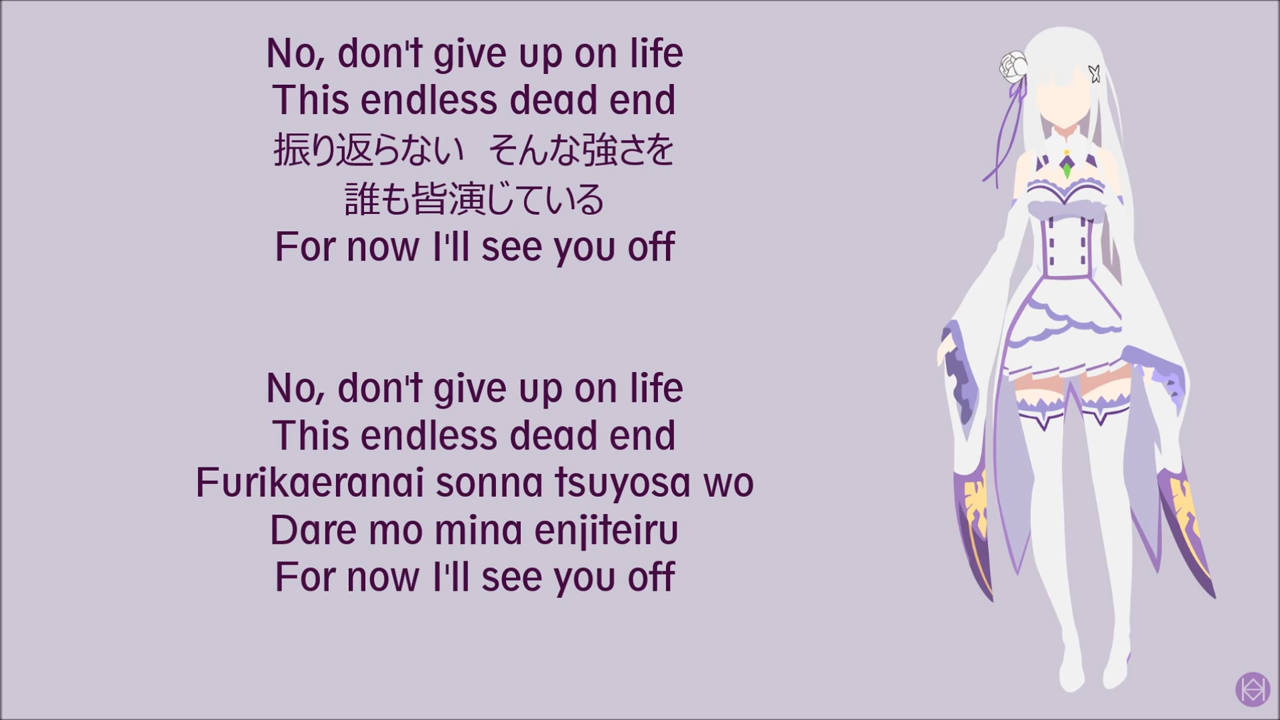 No, don't give up on life
This endless dead end
振り返らない　そんな強さを
誰も皆演じている
For now I'll see you off
No, don't give up on life
This endless dead end
Furikaeranai sonna tsuyosa wo
Dare mo mina enjiteiru
For now I'll see you off